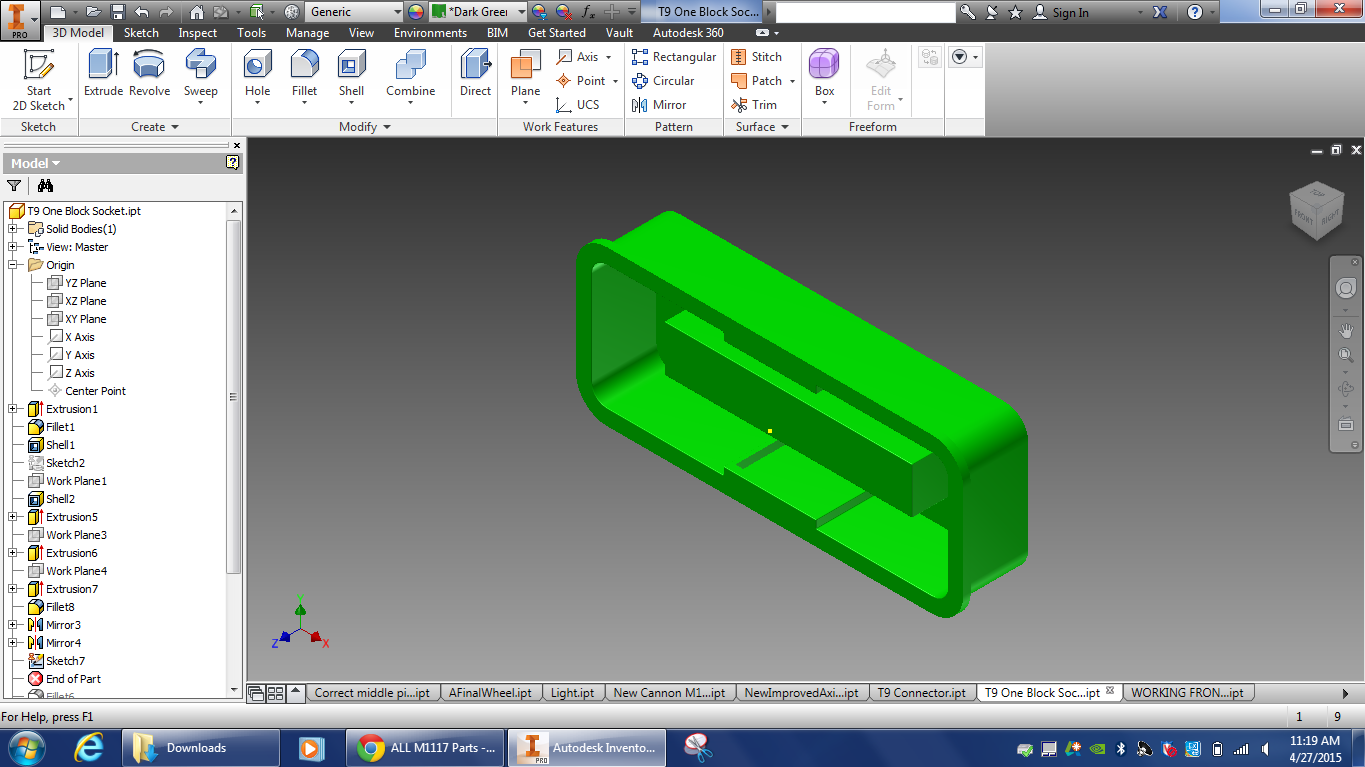 PRO
Generic
*Dark Greer
T9 One Block Soc...
Sign In
3D Model
Sketch
Inspect
Tools
Manage
View
Environments
BIM
Get Started
Vault
Autodesk 360
Start
2D Sketch
Extrude
Revolve
Sweep
Hole
Fillet
Shell
Combine
Direct
Plane
Axis
Point
UCS
Rectangular
Circular
Mirror
Stitch
Patch
Trim
Box
Edit
Form
Sketch
Create
Modify
Work Features
Pattern
Surface
Freeform
Model
T9 One Block Socket.ipt
Solid Bodies(1)
View: Master
Origin
YZ Plane
XZ Plane
XY Plane
X Axis
Y Axis
Z Axis
Center Point
Extrusion1
Fillet1
Shell1
Sketch2
Work Plane1
Shell2
Extrusion5
Work Plane3
Extrusion6
Work Plane4
Extrusion7
Fillet8
Mirror3
Mirror4
Sketch7
End of Part
Fillet6
TOP
FRONT
RIGHT
Y
Z
X
Correct middle pi...ipt
AFinalWheel.ipt
Light.ipt
New Cannon M1...ipt
NewImprovedAxi...ipt
T9 Connector.ipt
T9 One Block Soc...ipt
WORKING FRON...ipt
For Help, press F1
1
9
Downloads
ALL M1117 Parts -...
PRO
Autodesk Invento...
11:19 AM
4/27/2015